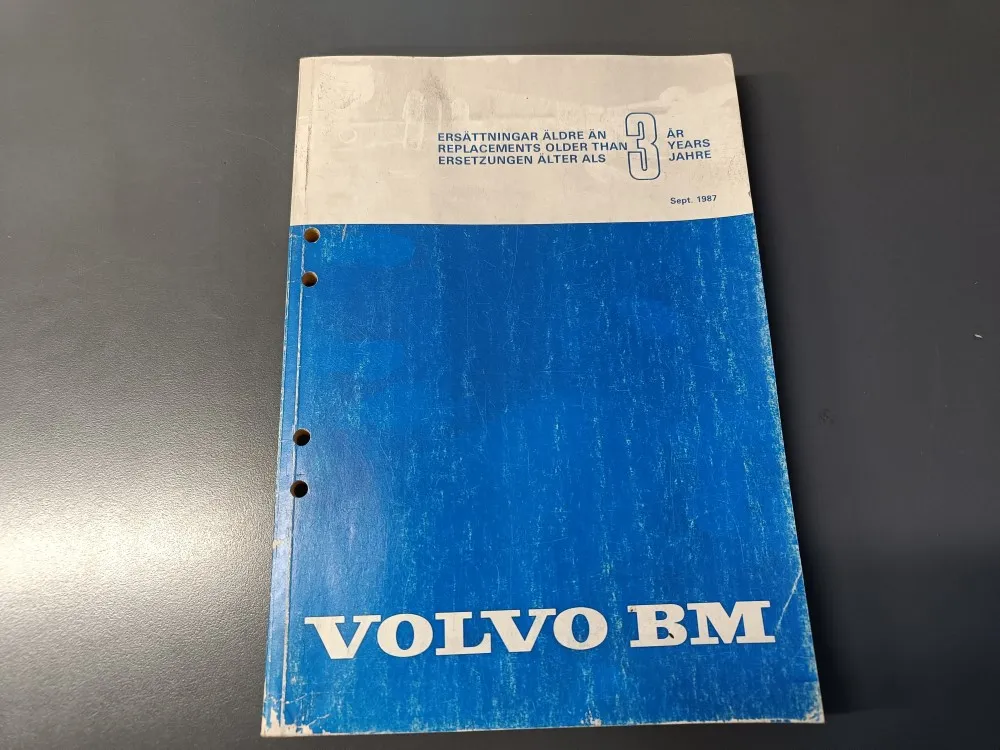 ERSÄTTNINGAR ÄLDRE ÄN 3 ÅR
REPLACEMENTS OLDER THAN YEARS
ERSETZUNGEN ÄLTER ALS JAHRE
Sept. 1987
VOLVO BM